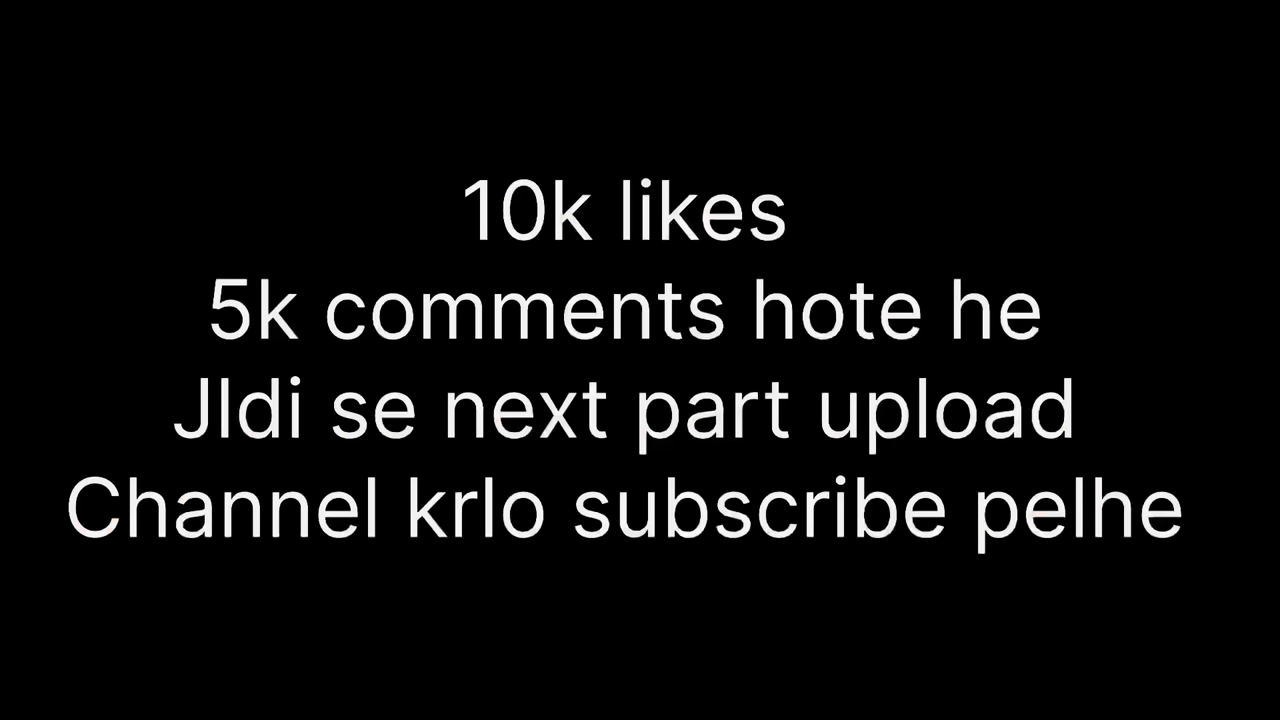 10k likes
5k comments hote he
Jldi se next part upload
Channel krlo subscribe pelhe